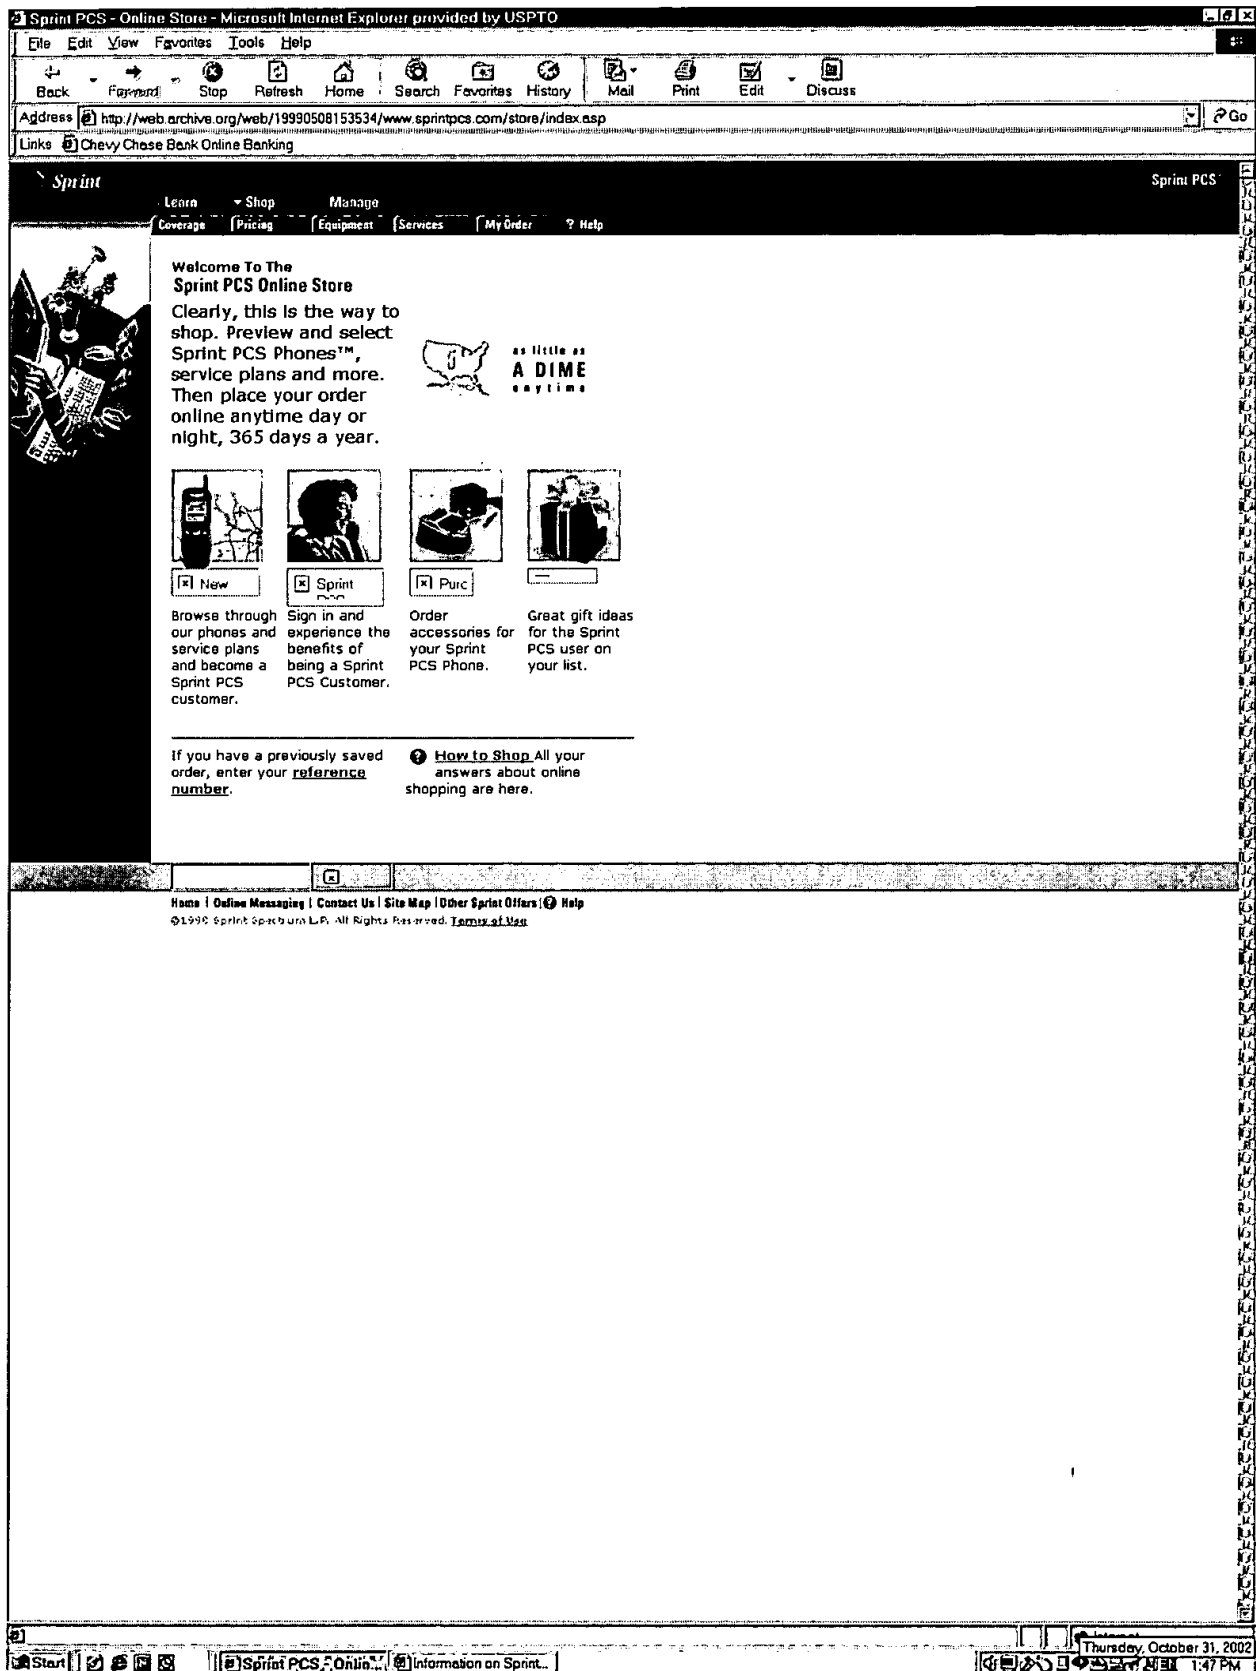 Sprint PCS - Online Store - Microsoft Internet Explorer provided by USPTO
File Edit View Favorites Tools Help
Back Forward Stop Refresh Home Search Favorites History Mail Print Edit Discuss
Address http://web.archive.org/web/19990508153534/www.sprintpcs.com/store/index.asp Go
Links Chevy Chase Bank Online Banking
Sprint Sprint PCS
Learn Shop Manage
Coverage Pricing Equipment Services My Order ? Help
Welcome To The
Sprint PCS Online Store
Clearly, this is the way to
shop. Preview and select
Sprint PCS Phones™,
service plans and more.
Then place your order
online anytime day or
night, 365 days a year.
as little as
A DIME
anytime
New
Sprint
Purc
Browse through
our phones and
service plans
and become a
Sprint PCS
customer.
Sign in and
experience the
benefits of
being a Sprint
PCS Customer.
Order
accessories for
your Sprint
PCS Phone.
Great gift ideas
for the Sprint
PCS user on
your list.
If you have a previously saved
order, enter your reference
number.
? How to Shop All your
answers about online
shopping are here.
Home | Online Messaging | Contact Us | Site Map | Other Sprint Offers | ? Help
Sprint Spectrum L.P. All Rights Reserved. Terms of Use
Thursday, October 31, 2002
Start Sprint PCS - Onlin... Information on Sprint... 1:47 PM